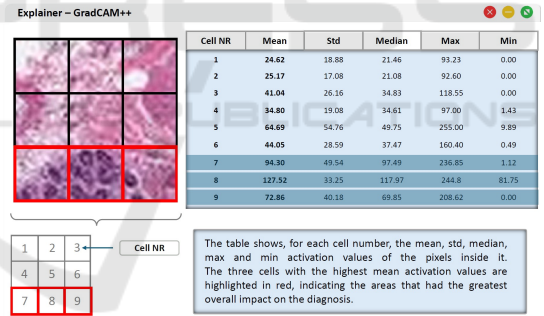 Explainer – GradCAM++
Cell NR Mean Std Median Max Min
1 24.62 18.88 21.46 93.23 0.00
2 25.17 17.08 21.08 92.60 0.00
3 41.04 26.16 34.83 118.55 0.00
4 34.80 19.08 34.61 97.00 1.43
5 64.69 54.76 49.75 255.00 9.89
6 44.05 28.59 37.47 160.40 0.49
7 94.30 49.54 97.49 236.85 1.12
8 127.52 33.25 117.97 244.8 81.75
9 72.86 40.18 69.85 208.62 0.00
1 2 3 Cell NR
4 5 6
7 8 9
The table shows, for each cell number, the mean, std, median,
max and min activation values of the pixels inside it.
The three cells with the highest mean activation values are
highlighted in red, indicating the areas that had the greatest
overall impact on the diagnosis.